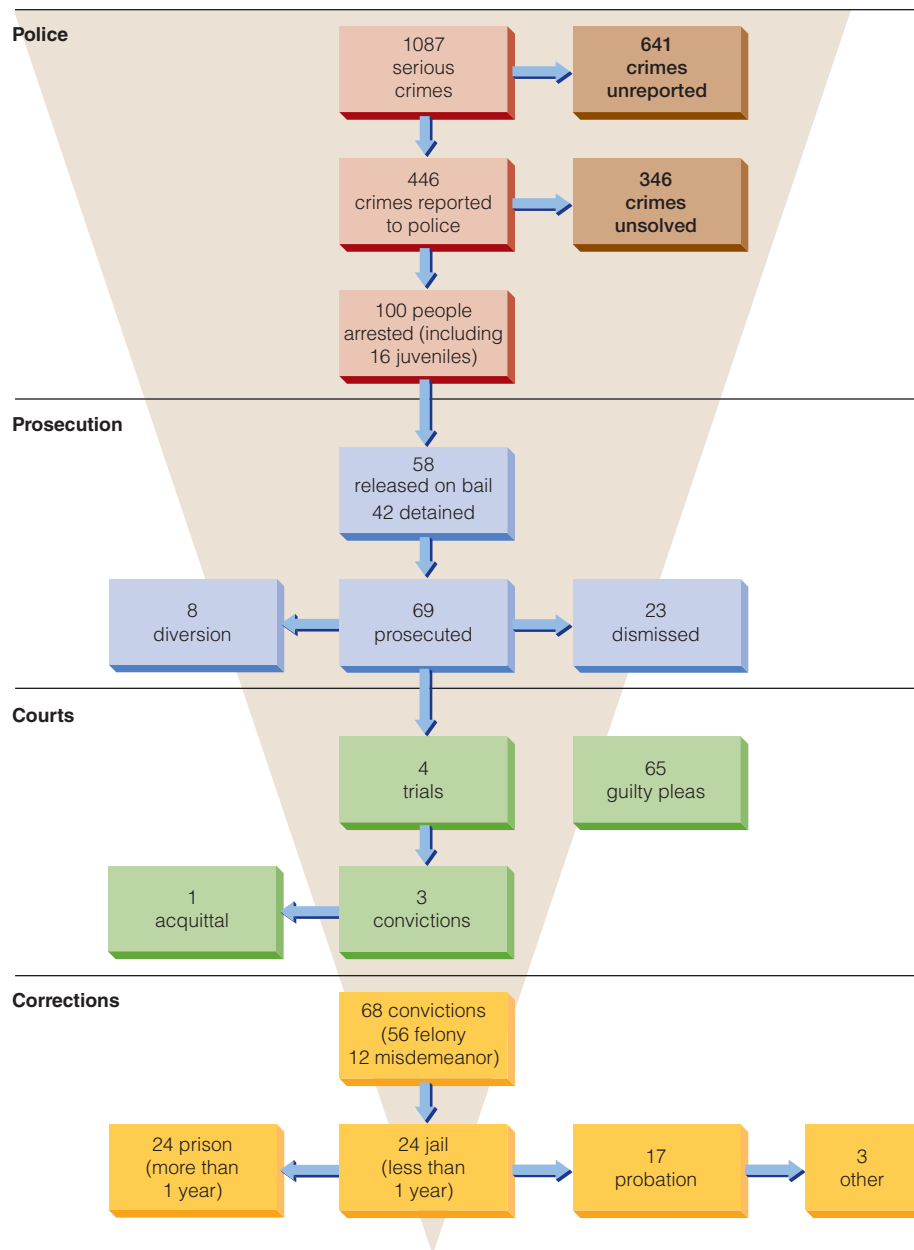 Police
1087
serious
crimes
641
crimes
unreported
446
crimes reported
to police
346
crimes
unsolved
100 people
arrested (including
16 juveniles)
Prosecution
58
released on bail
42 detained
8
diversion
69
prosecuted
23
dismissed
Courts
4
trials
65
guilty pleas
1
acquittal
3
convictions
Corrections
68 convictions
(56 felony
12 misdemeanor)
24 prison
(more than
1 year)
24 jail
(less than
1 year)
17
probation
3
other